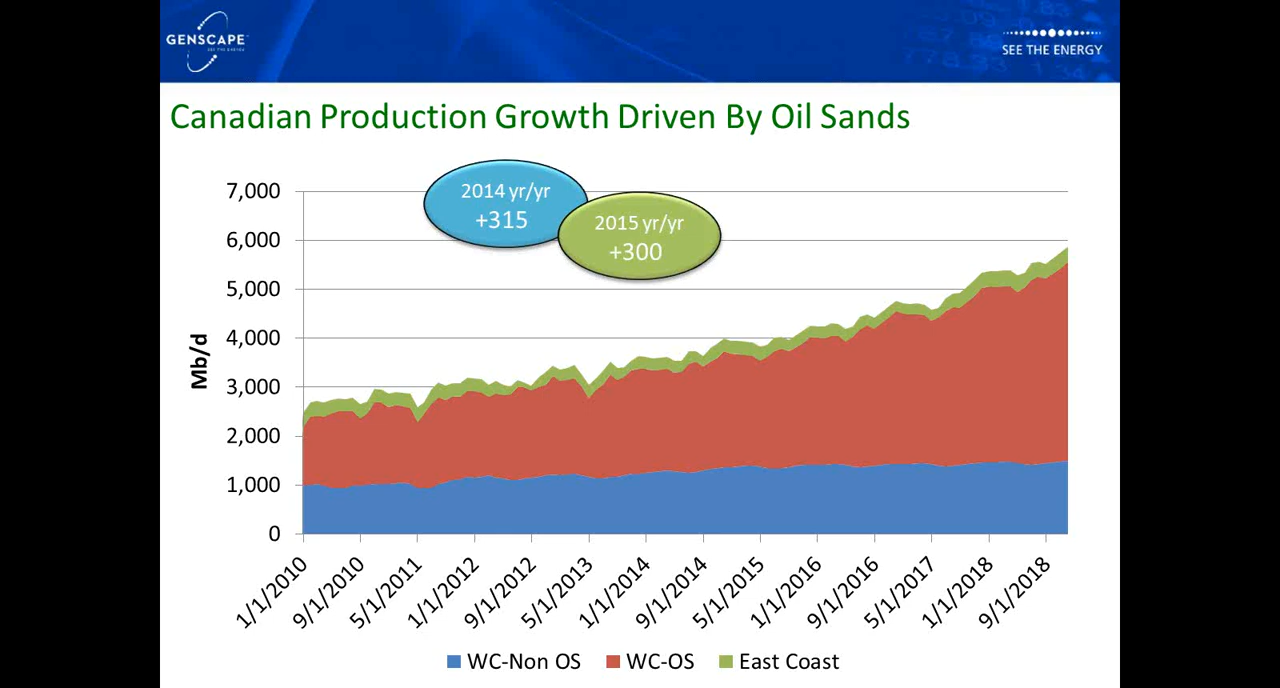 GENSCAPE
SEE THE ENERGY
SEE THE ENERGY
Canadian Production Growth Driven By Oil Sands
2014 yr/yr
+315
2015 yr/yr
+300
7,000
6,000
5,000
4,000
3,000
2,000
1,000
0
Mb/d
1/1/2010
9/1/2010
5/1/2011
1/1/2012
9/1/2012
5/1/2013
1/1/2014
9/1/2014
5/1/2015
1/1/2016
9/1/2016
5/1/2017
1/1/2018
9/1/2018
WC-Non OS
WC-OS
East Coast